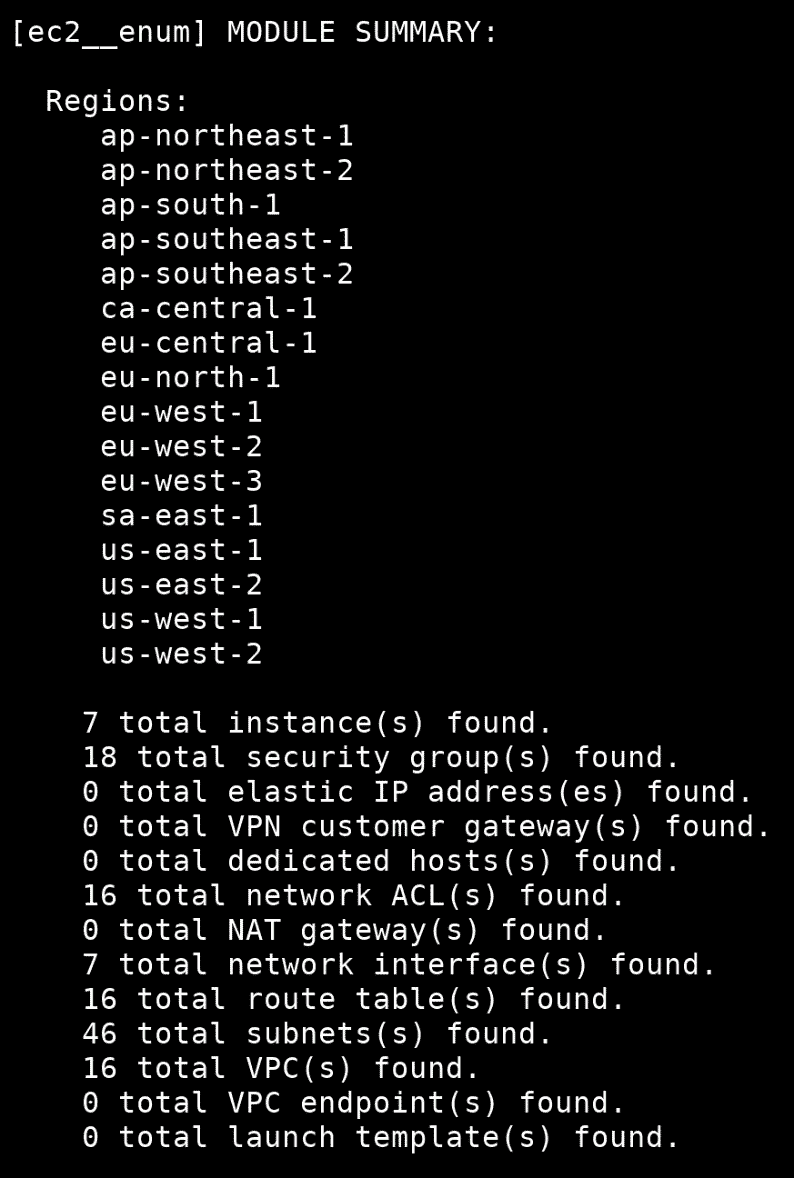 [ec2__enum] MODULE SUMMARY:
Regions:
ap-northeast-1
ap-northeast-2
ap-south-1
ap-southeast-1
ap-southeast-2
ca-central-1
eu-central-1
eu-north-1
eu-west-1
eu-west-2
eu-west-3
sa-east-1
us-east-1
us-east-2
us-west-1
us-west-2
7 total instance(s) found.
18 total security group(s) found.
0 total elastic IP address(es) found.
0 total VPN customer gateway(s) found.
0 total dedicated hosts(s) found.
16 total network ACL(s) found.
0 total NAT gateway(s) found.
7 total network interface(s) found.
16 total route table(s) found.
46 total subnets(s) found.
16 total VPC(s) found.
0 total VPC endpoint(s) found.
0 total launch template(s) found.